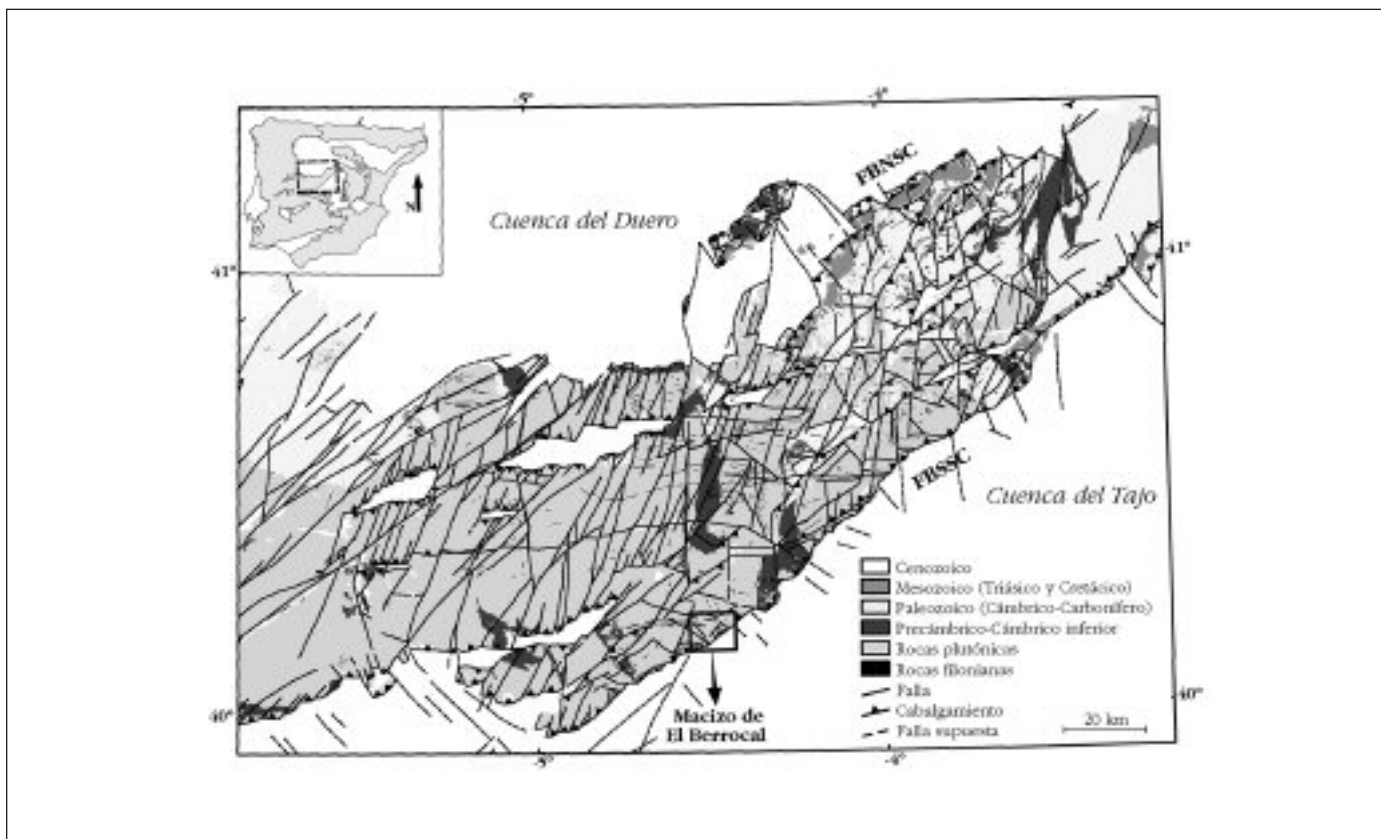 -5°
-4°
N
FBNSC
Cuenca del Duero
41°
41°
FBSSC
Cuenca del Tajo
Cenozoico
Mesozoico (Triásico y Cretácico)
Paleozoico (Cámbrico-Carbonífero)
Precámbrico-Cámbrico inferior
Rocas plutónicas
Rocas filonianas
Falla
Cabalgamiento
Falla supuesta
20 km
Macizo de
El Berrocal
40°
40°
-5°
-4°